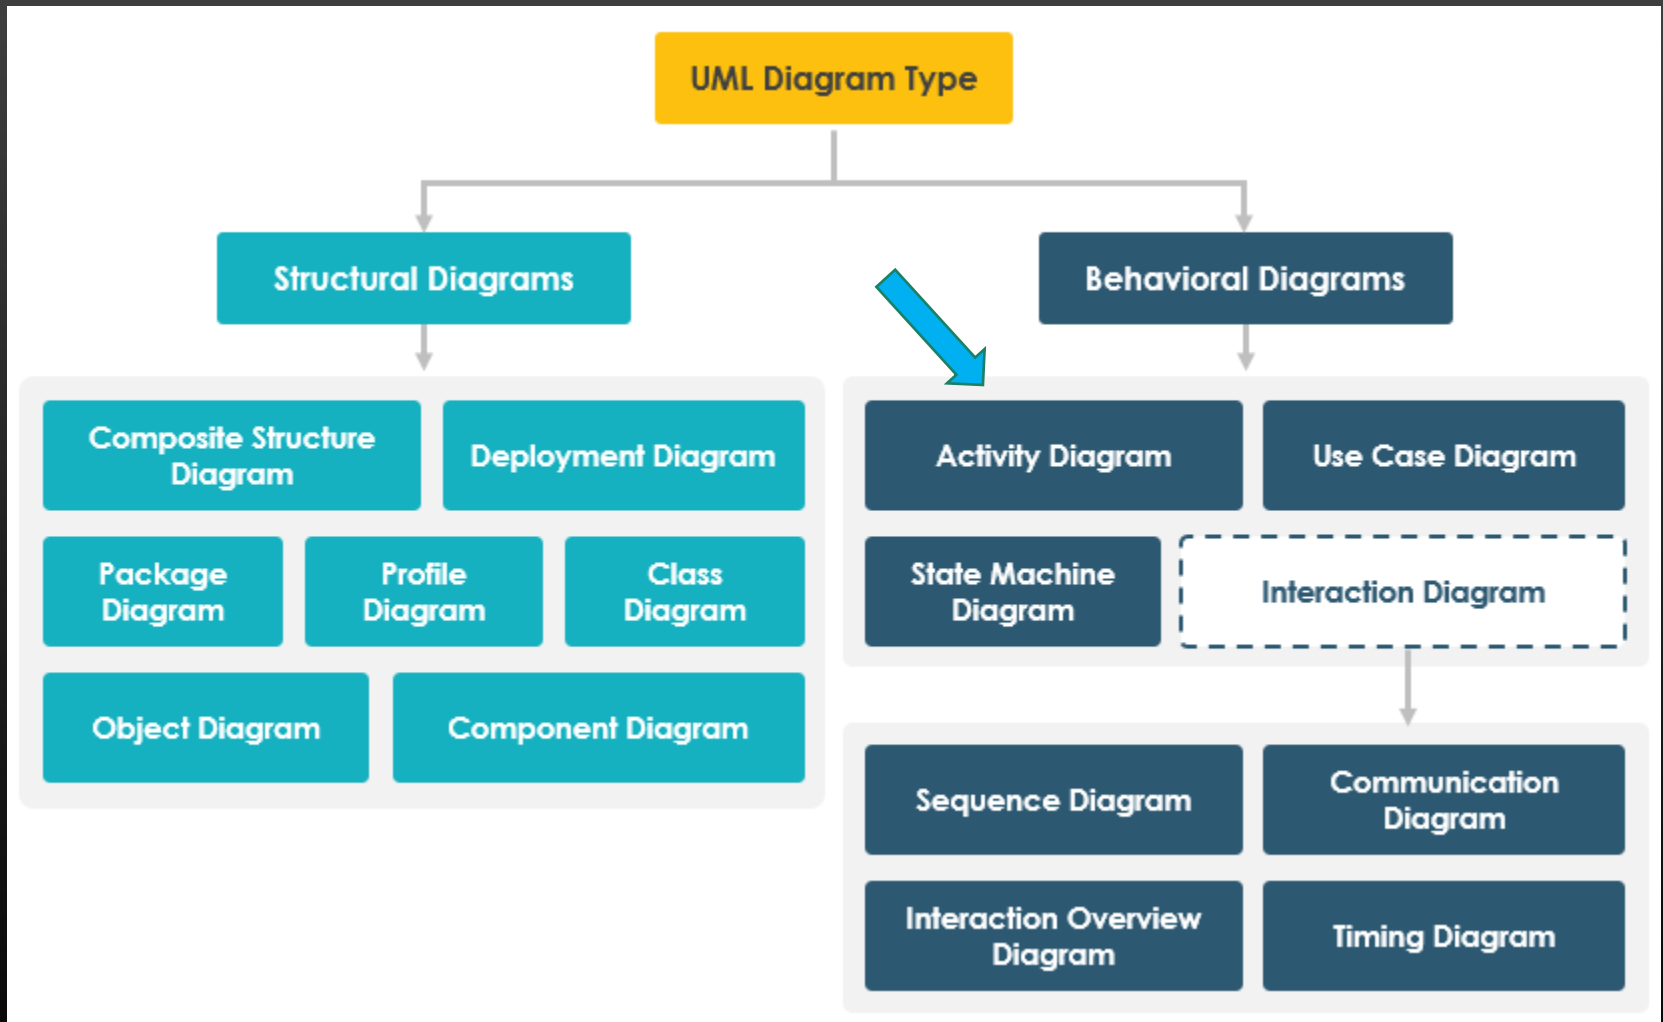 UML Diagram Type
Structural Diagrams
Behavioral Diagrams
Composite Structure
Diagram
Deployment Diagram
Package
Diagram
Profile
Diagram
Class
Diagram
Object Diagram
Component Diagram
Activity Diagram
Use Case Diagram
State Machine
Diagram
Interaction Diagram
Sequence Diagram
Communication
Diagram
Interaction Overview
Diagram
Timing Diagram